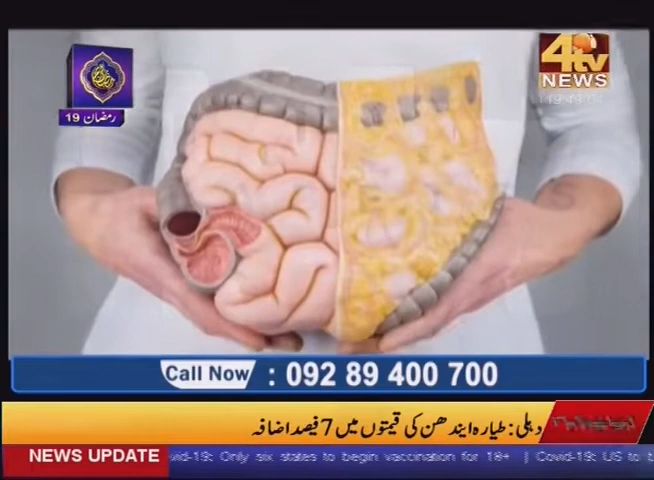 4tv
NEWS
رمضان 19
Call Now : 092 89 400 700
دہلی: طیارہ ایندھن کی قیمتوں میں 7 فیصد اضافہ
NEWS UPDATE
vid-19: Only six states to begin vaccination for 18+ | Covid-19: US to b